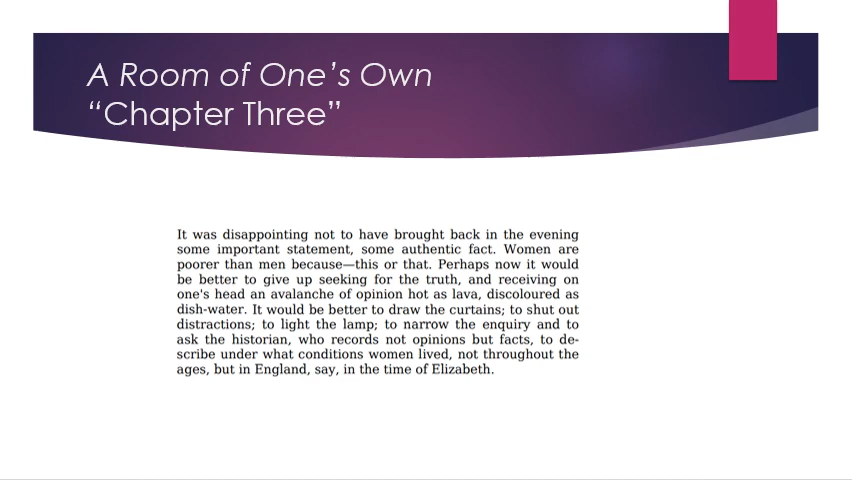 A Room of One’s Own
“Chapter Three”
It was disappointing not to have brought back in the evening
some important statement, some authentic fact. Women are
poorer than men because—this or that. Perhaps now it would
be better to give up seeking for the truth, and receiving on
one's head an avalanche of opinion hot as lava, discoloured as
dish-water. It would be better to draw the curtains; to shut out
distractions; to light the lamp; to narrow the enquiry and to
ask the historian, who records not opinions but facts, to de-
scribe under what conditions women lived, not throughout the
ages, but in England, say, in the time of Elizabeth.